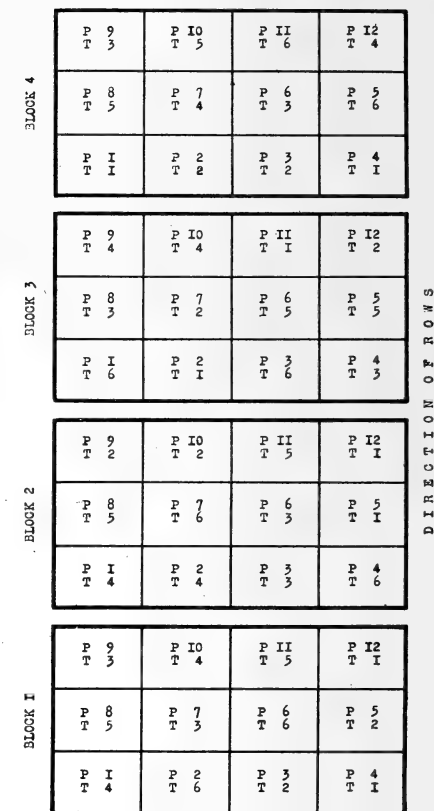 BLOCK 4
P 9 P IO P II P I2
T 3 T 5 T 6 T 4
P 8 P 7 P 6 P 5
T 5 T 4 T 3 T 6
P I P 2 P 3 P 4
T I T 2 T 2 T I
BLOCK 3
P 9 P IO P II P I2
T 4 T 4 T I T 2
P 8 P 7 P 6 P 5
T 3 T 2 T 5 T 5
P I P 2 P 3 P 4
T 6 T I T 6 T 3
BLOCK 2
P 9 P IO P II P I2
T 2 T 2 T 5 T I
P 8 P 7 P 6 P 5
T 5 T 6 T 3 T I
P I P 2 P 3 P 4
T 4 T 4 T 3 T 6
BLOCK I
P 9 P IO P II P I2
T 3 T 4 T 5 T I
P 8 P 7 P 6 P 5
T 5 T 3 T 6 T 2
P I P 2 P 3 P 4
T 4 T 6 T 2 T I
DIRECTION OF ROWS